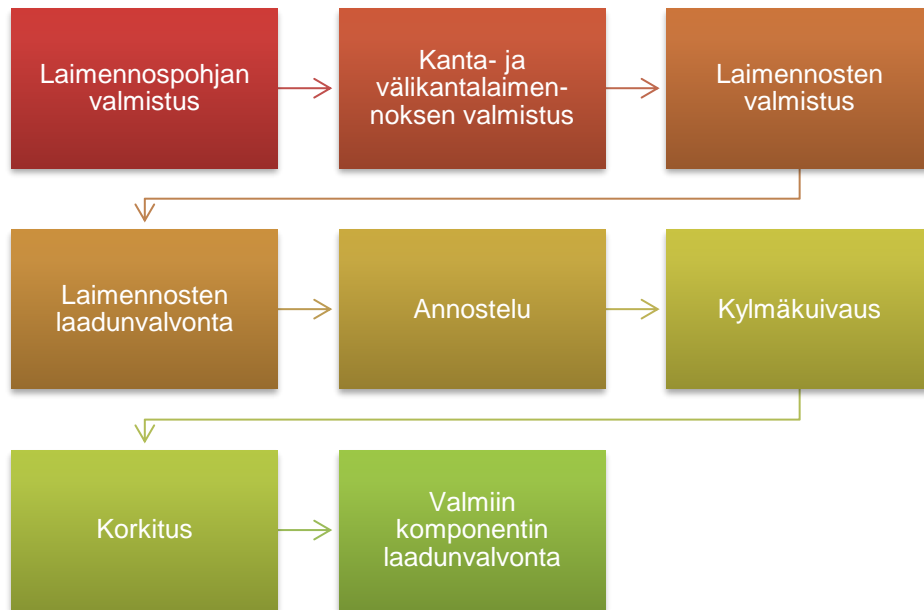 Laimennospohjan
valmistus
Kanta- ja
välikantalaimen-
noksen valmistus
Laimennosten
valmistus
Laimennosten
laadunvalvonta
Annostelu
Kylmäkuivaus
Korkitus
Valmiin
komponentin
laadunvalvonta